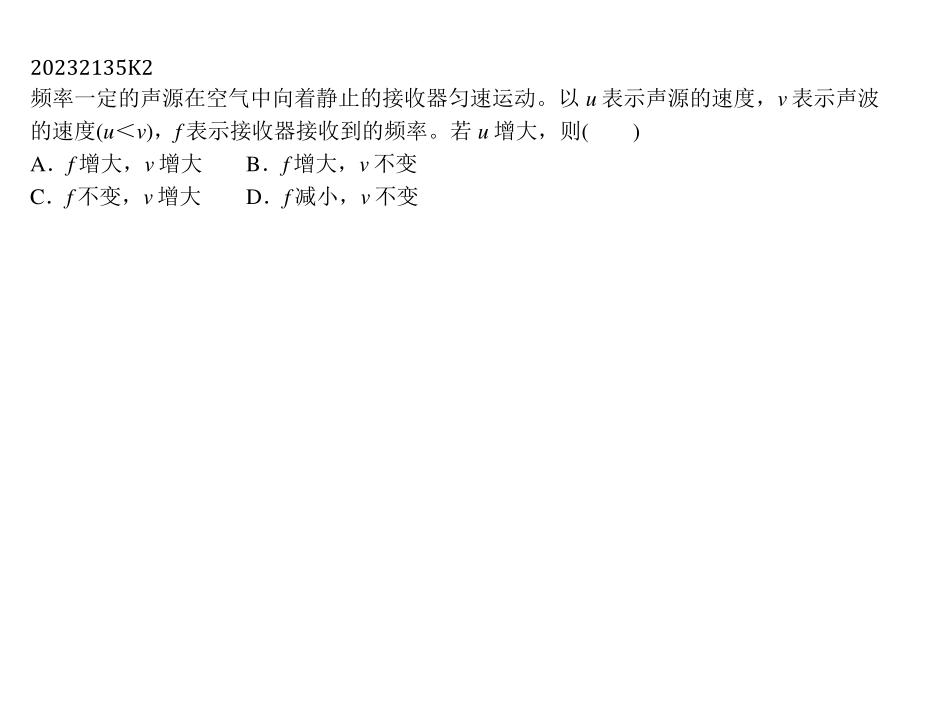 20232135K2
频率一定的声源在空气中向着静止的接收器匀速运动。以 u 表示声源的速度，v 表示声波
的速度(u＜v)，f 表示接收器接收到的频率。若 u 增大，则(　　)
A．f 增大，v 增大　　B．f 增大，v 不变
C．f 不变，v 增大　　D．f 减小，v 不变